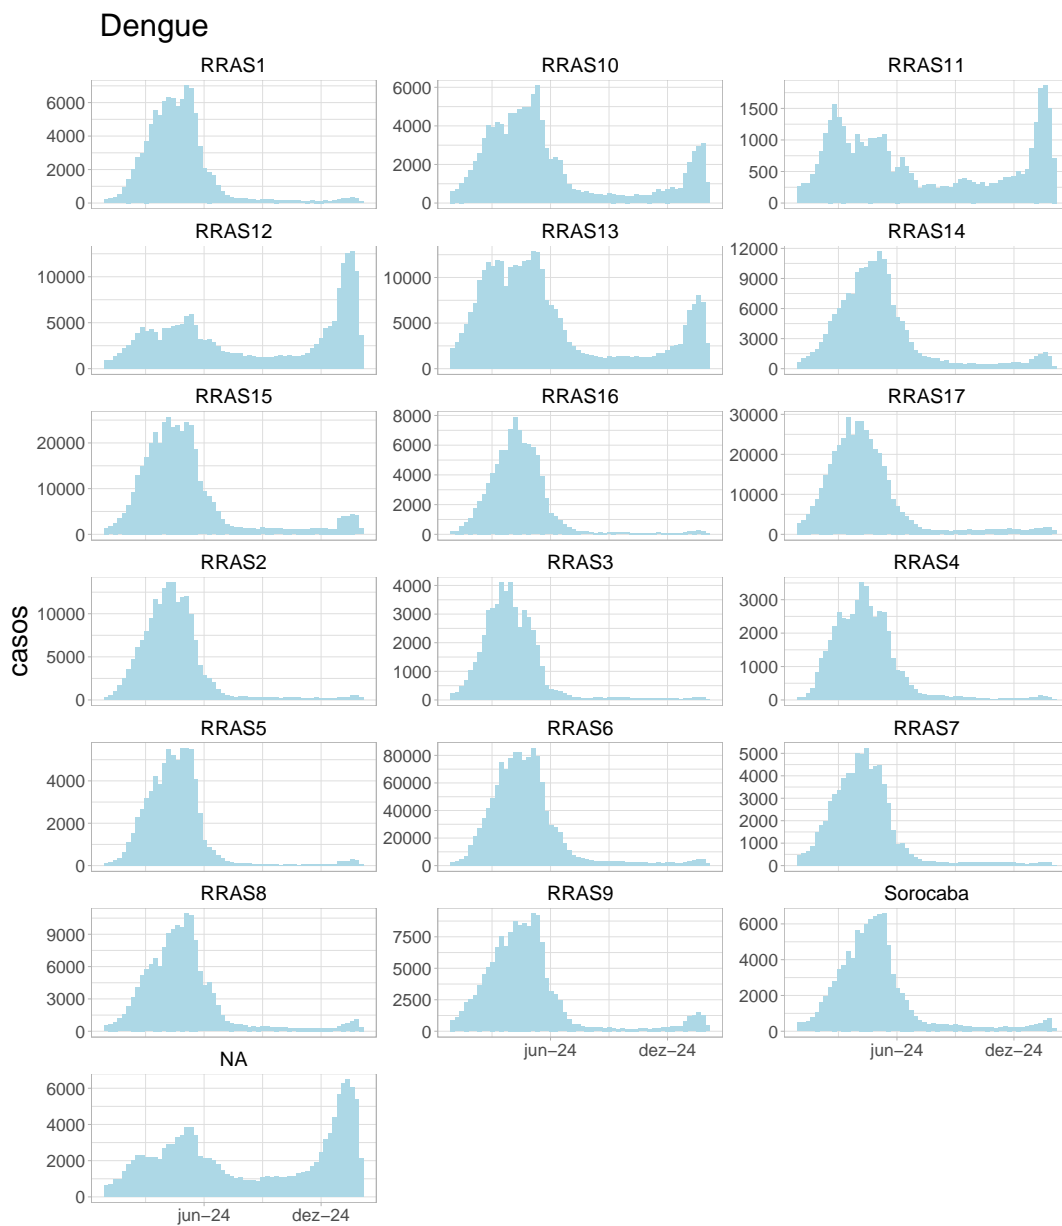 Dengue
RRAS1
RRAS10
RRAS11
6000
4000
2000
0
6000
4000
2000
0
1500
1000
500
0
RRAS12
RRAS13
RRAS14
10000
5000
0
10000
5000
0
12000
9000
6000
3000
0
RRAS15
RRAS16
RRAS17
20000
10000
0
8000
6000
4000
2000
0
30000
20000
10000
0
RRAS2
RRAS3
RRAS4
10000
5000
0
4000
3000
2000
1000
0
3000
2000
1000
0
casos
RRAS5
RRAS6
RRAS7
4000
2000
0
80000
60000
40000
20000
0
5000
4000
3000
2000
1000
0
RRAS8
RRAS9
Sorocaba
9000
6000
3000
0
7500
5000
2500
0
6000
4000
2000
0
jun−24
dez−24
jun−24
dez−24
NA
6000
4000
2000
0
jun−24
dez−24